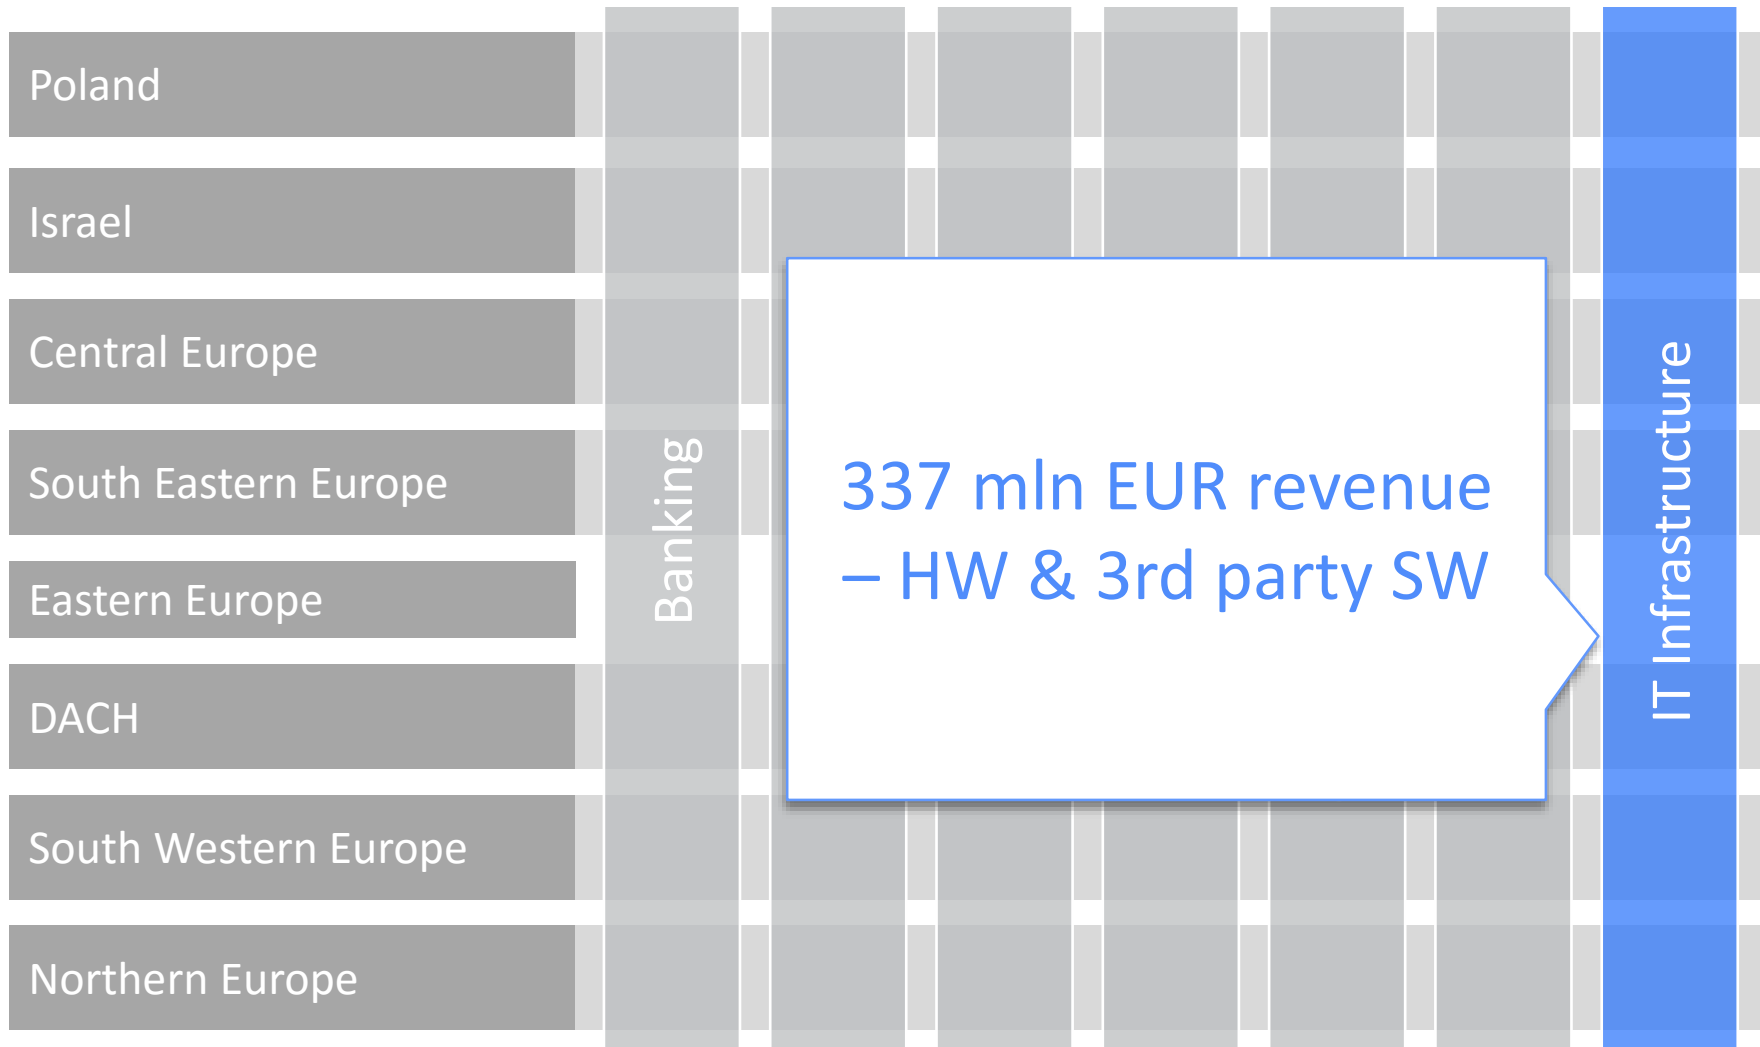 Poland
Israel
Central Europe
South Eastern Europe
Eastern Europe
DACH
South Western Europe
Northern Europe
Banking
337 mln EUR revenue
– HW & 3rd party SW
IT Infrastructure